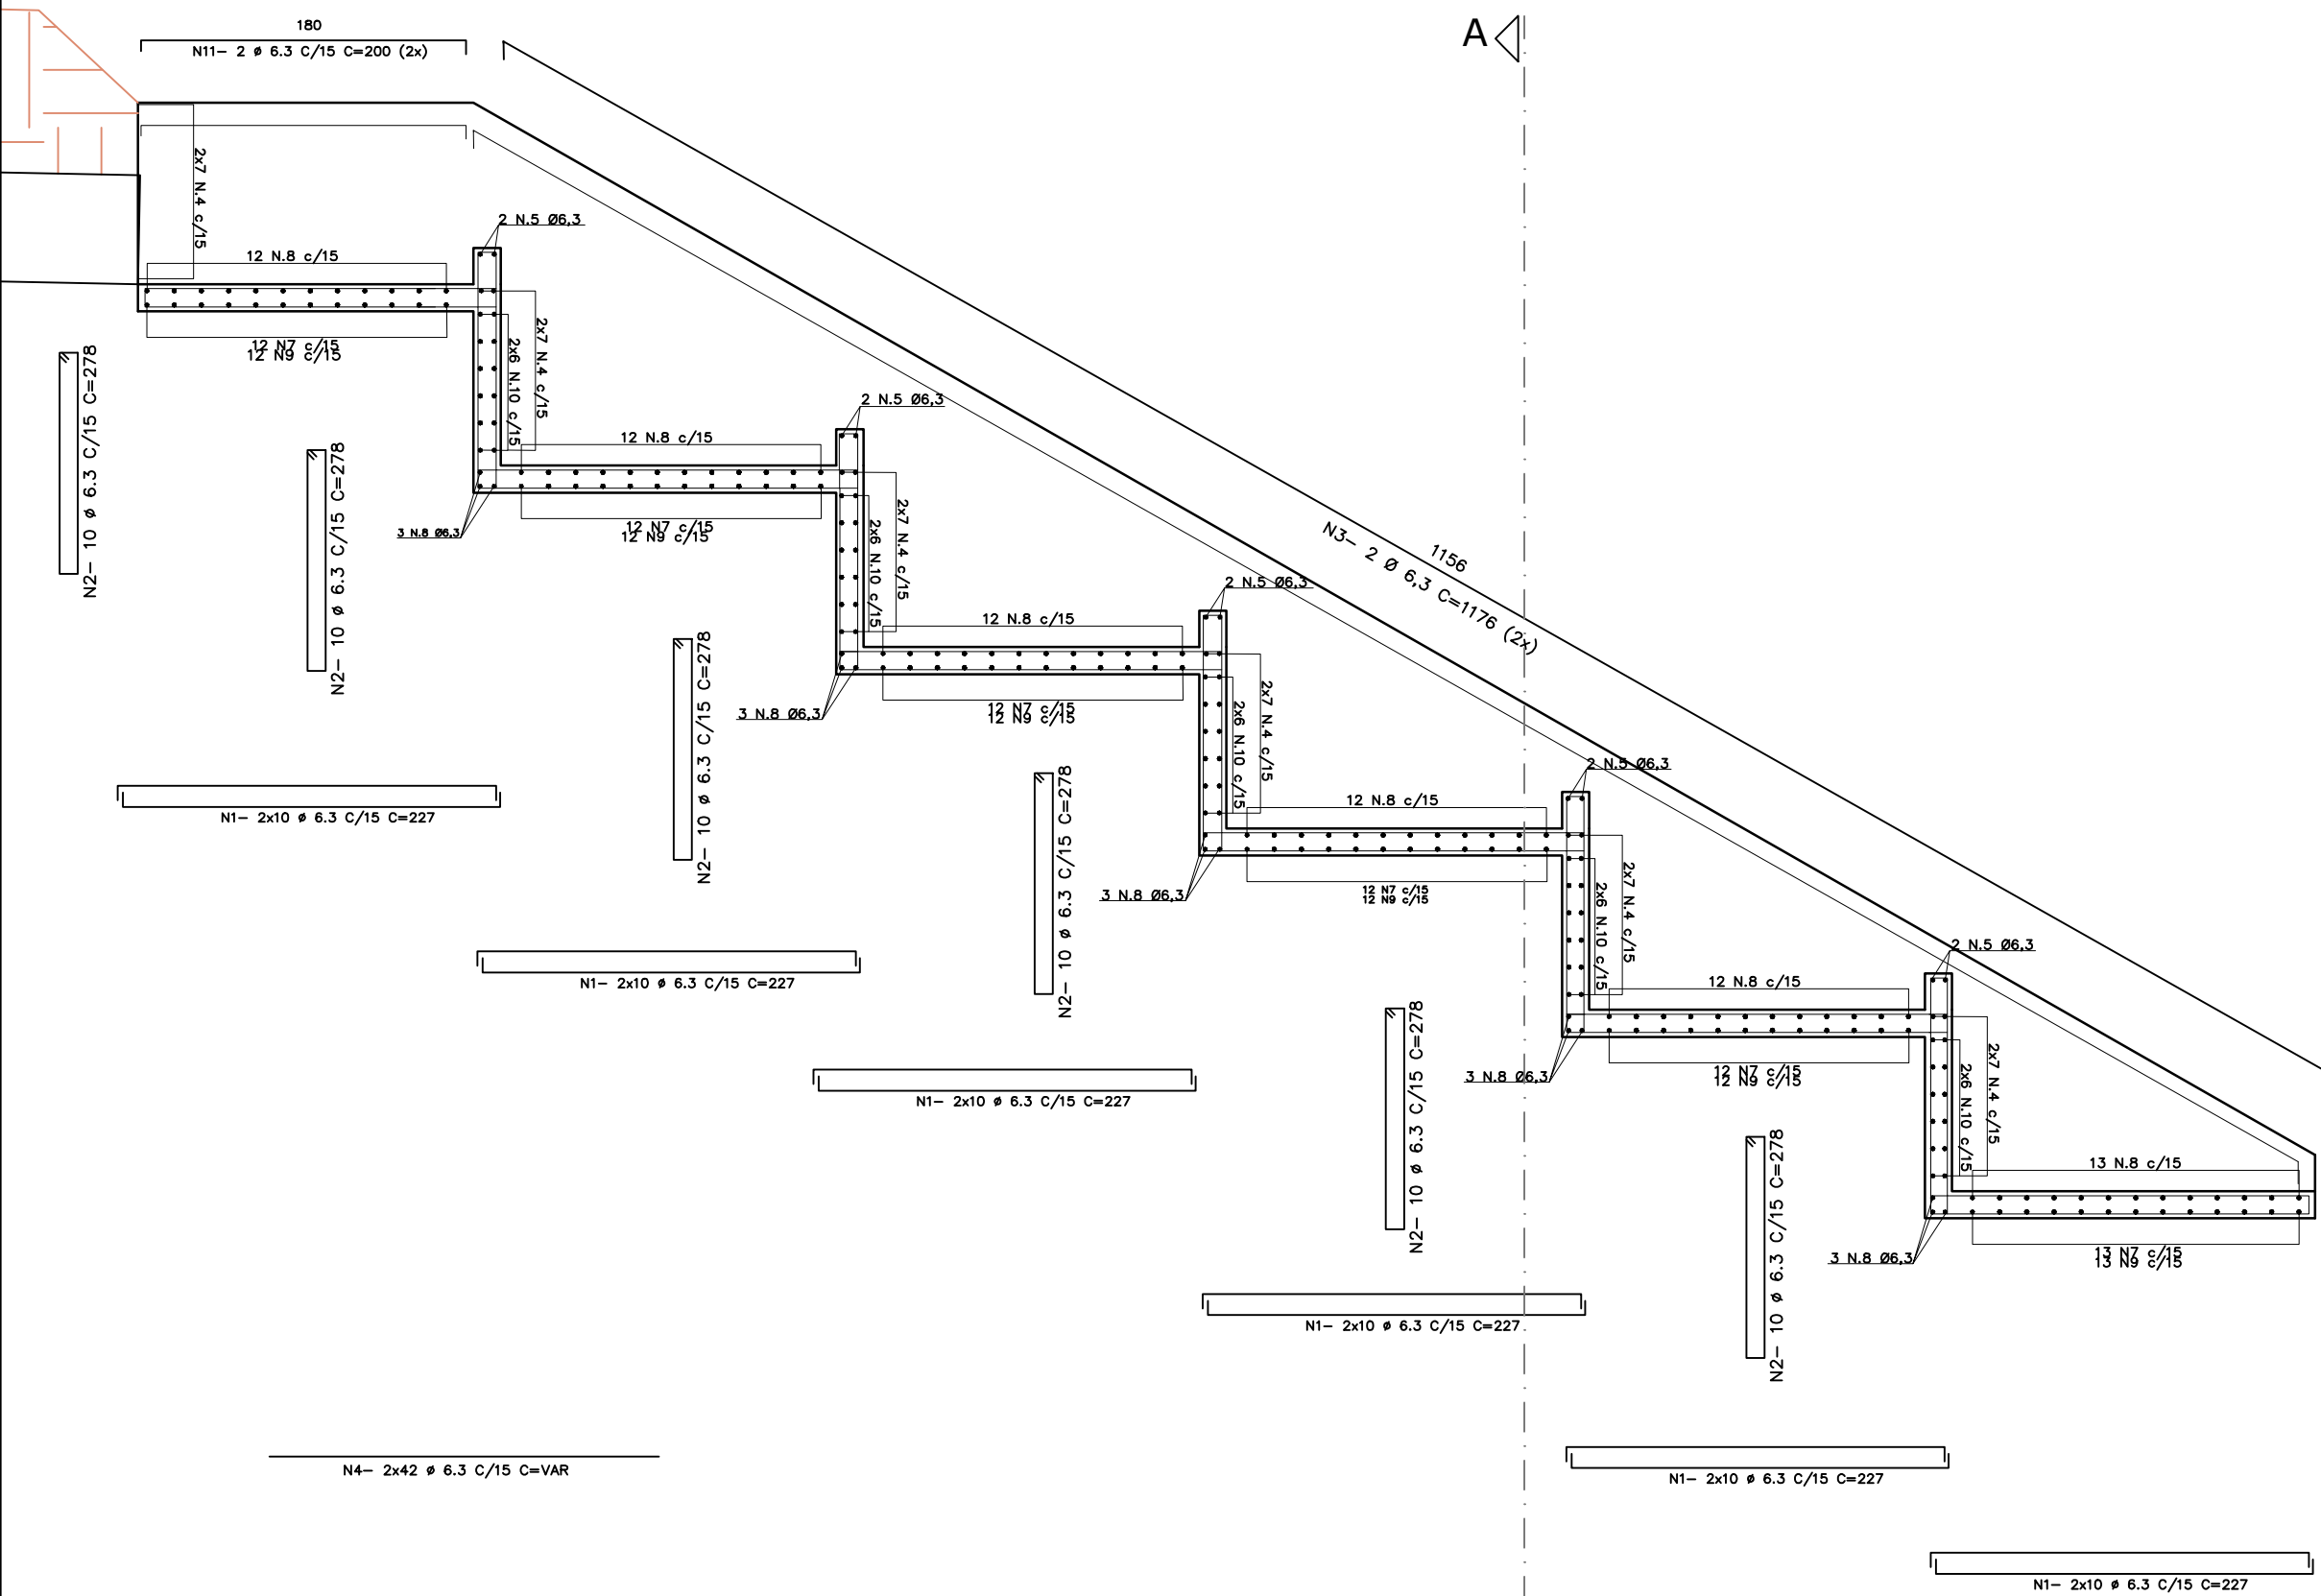 180
N11- 2 ø 6.3 C/15 C=200 (2x)
A
2x7 N.4 c/15
2 N.5 Ø6,3
12 N.8 c/15
12 N7 c/15
12 N9 c/15
2x7 N.4 c/15
2x6 N.10 c/15
N2- 10 ø 6.3 C/15 C=278
2 N.5 Ø6,3
12 N.8 c/15
N2- 10 ø 6.3 C/15 C=278
3 N.8 Ø6,3
12 N7 c/15
12 N9 c/15
2x7 N.4 c/15
2x6 N.10 c/15
1156
N3- 2 Ø 6,3 C=1176 (2x)
2 N.5 Ø6,3
12 N.8 c/15
N2- 10 ø 6.3 C/15 C=278
3 N.8 Ø6,3
12 N7 c/15
12 N9 c/15
2x7 N.4 c/15
2x6 N.10 c/15
2 N.5 Ø6,3
12 N.8 c/15
N1- 2x10 ø 6.3 C/15 C=227
N2- 10 ø 6.3 C/15 C=278
3 N.8 Ø6,3
12 N7 c/15
12 N9 c/15
2x7 N.4 c/15
2x6 N.10 c/15
2 N.5 Ø6,3
12 N.8 c/15
N1- 2x10 ø 6.3 C/15 C=227
N2- 10 ø 6.3 C/15 C=278
3 N.8 Ø6,3
12 N7 c/15
12 N9 c/15
2x7 N.4 c/15
2x6 N.10 c/15
N1- 2x10 ø 6.3 C/15 C=227
13 N.8 c/15
N2- 10 ø 6.3 C/15 C=278
3 N.8 Ø6,3
13 N7 c/15
13 N9 c/15
N1- 2x10 ø 6.3 C/15 C=227
N4- 2x42 ø 6.3 C/15 C=VAR
N1- 2x10 ø 6.3 C/15 C=227
N1- 2x10 ø 6.3 C/15 C=227